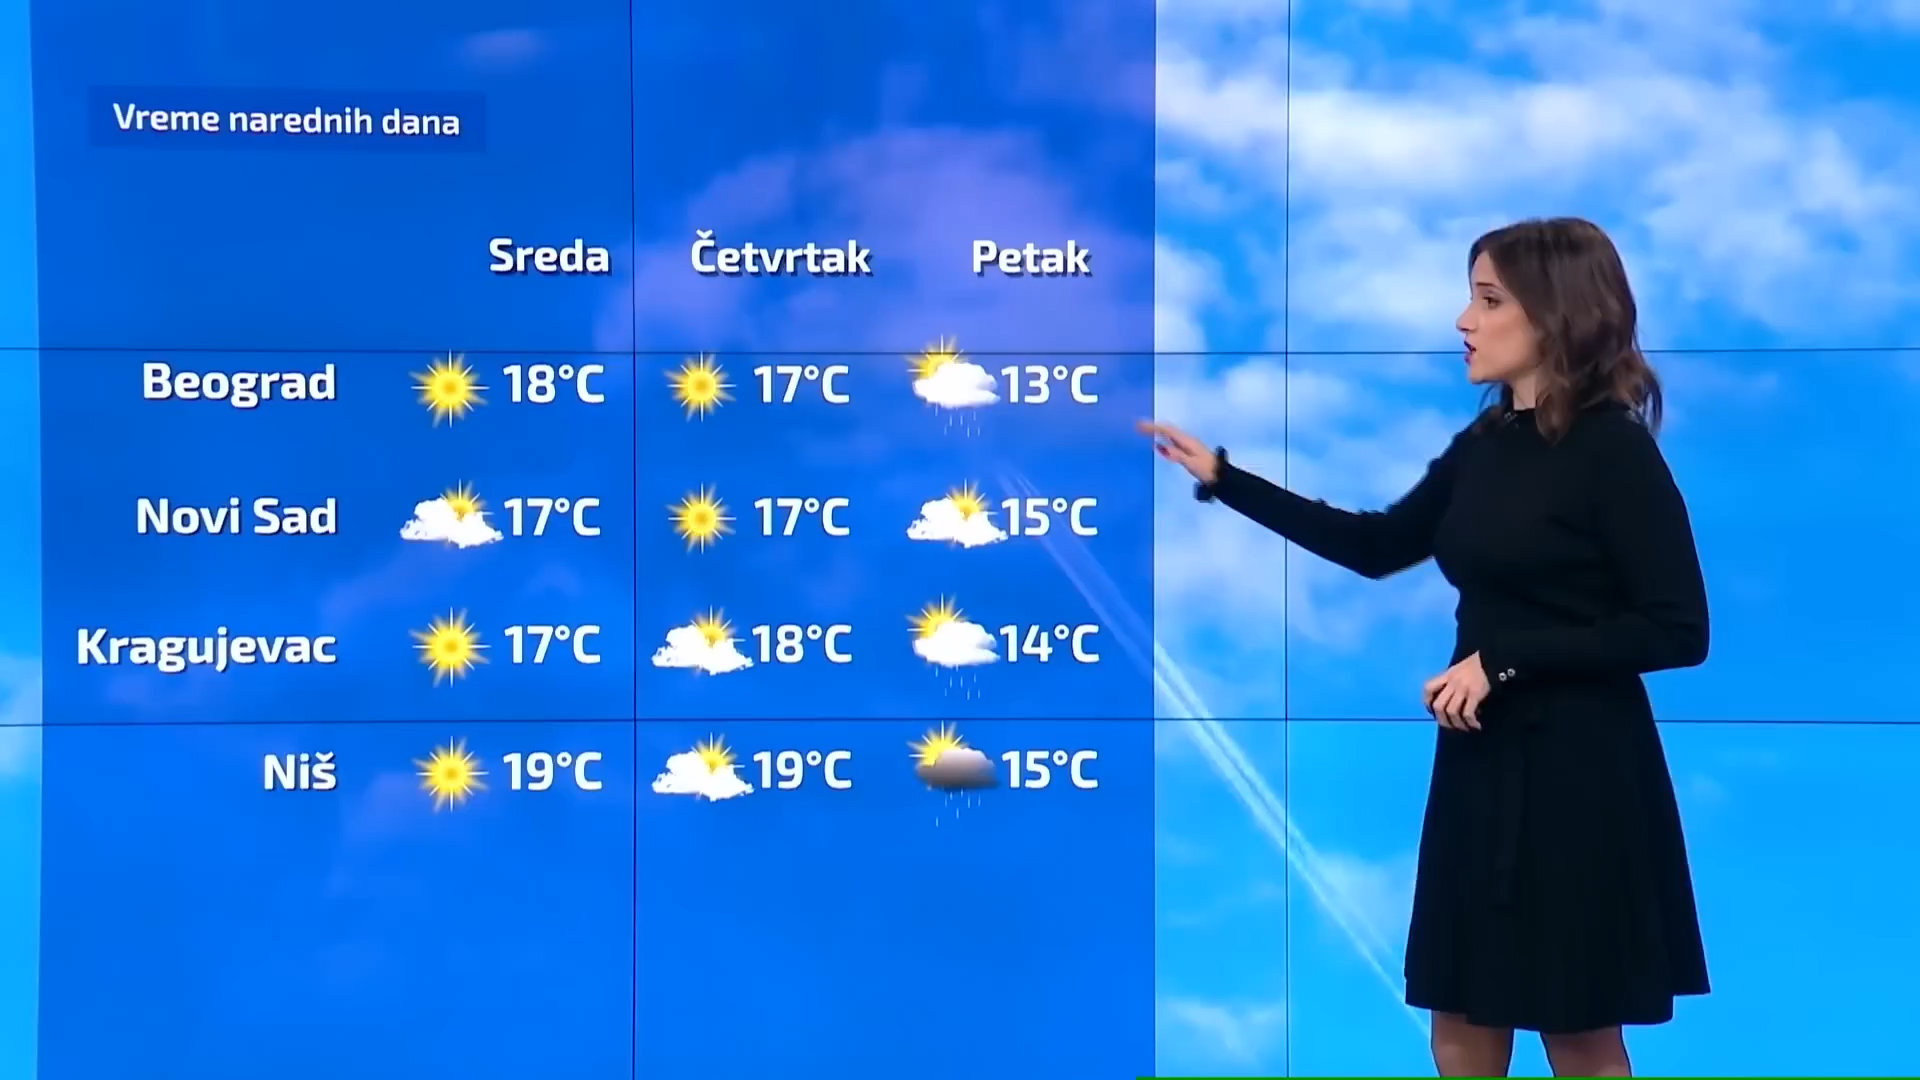 Vreme narednih dana
Sreda Četvrtak Petak
Beograd 18°C 17°C 13°C
Novi Sad 17°C 17°C 15°C
Kragujevac 17°C 18°C 14°C
Niš 19°C 19°C 15°C